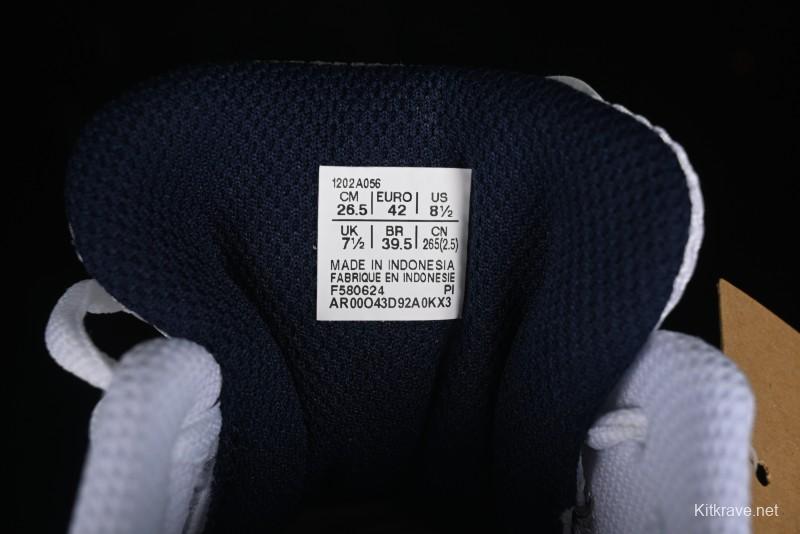 1202A056
CM | EURO | US
26.5 | 42 | 8½
UK | BR | CN
7½ | 39.5 | 265(2.5)
MADE IN INDONESIA
FABRIQUE EN INDONESIE
F580624 PI
AR00O43D92A0KX3
Kitkrave.net